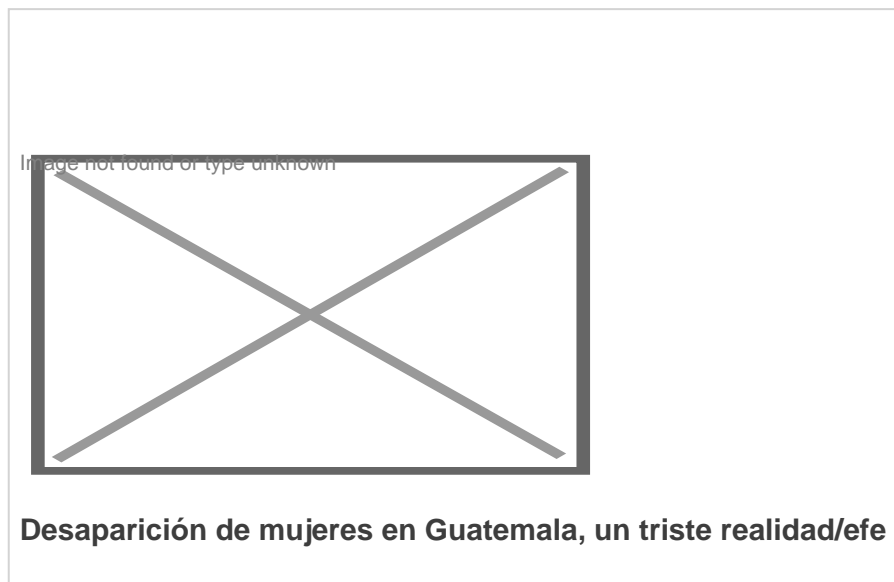 Image not found or type unknown
Desaparición de mujeres en Guatemala, un triste realidad/efe